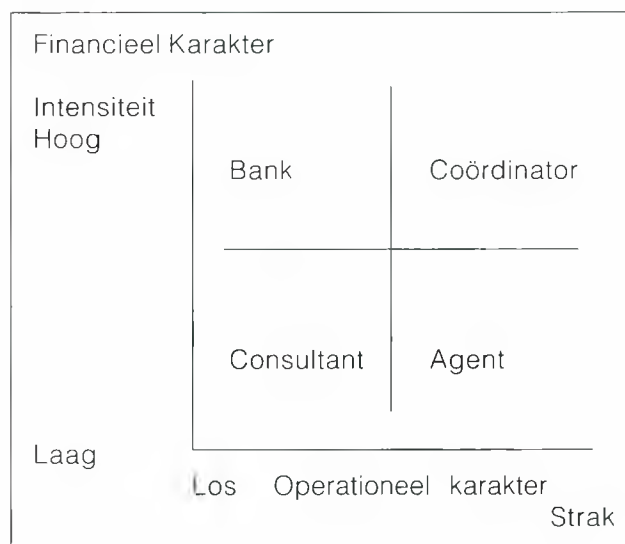 Financieel Karakter
Intensiteit
Hoog
Bank Coördinator
Consultant Agent
Laag
Los Operationeel karakter
Strak